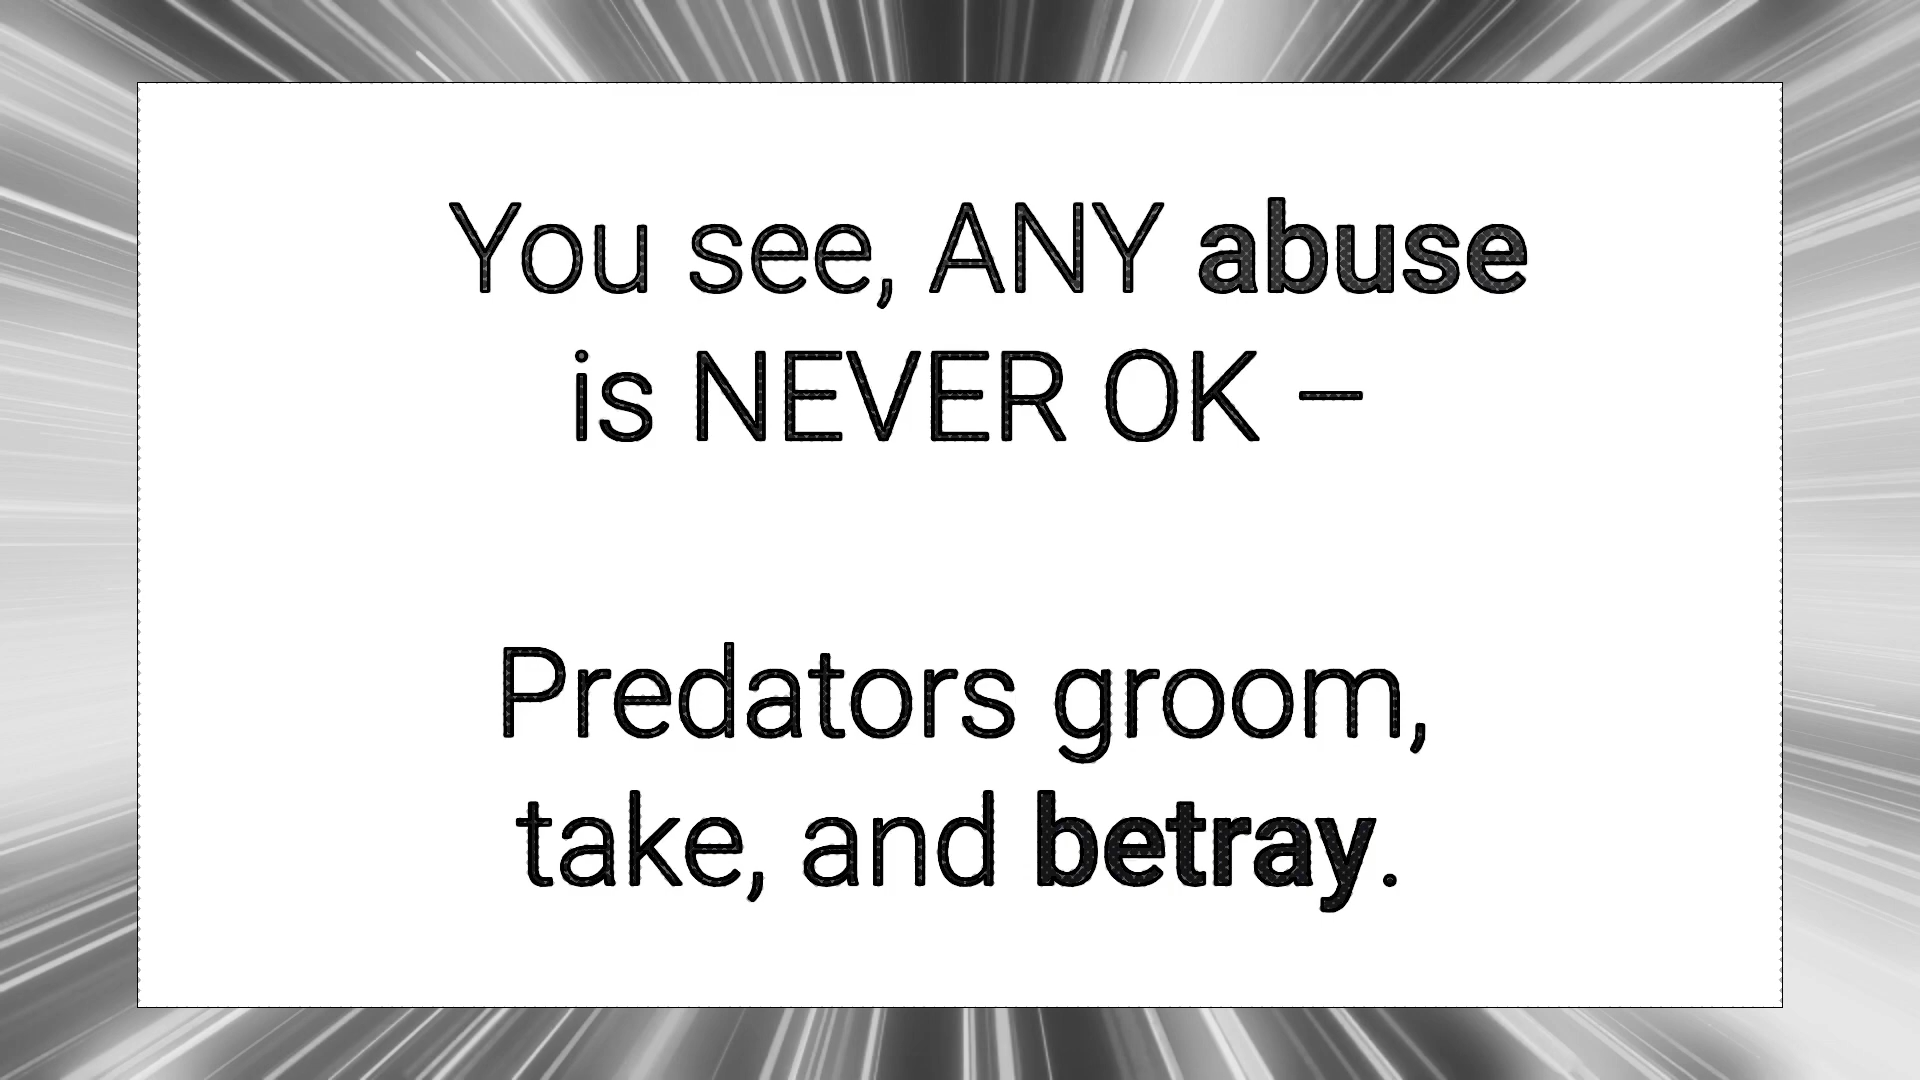 You see, ANY abuse
is NEVER OK –
Predators groom,
take, and betray.